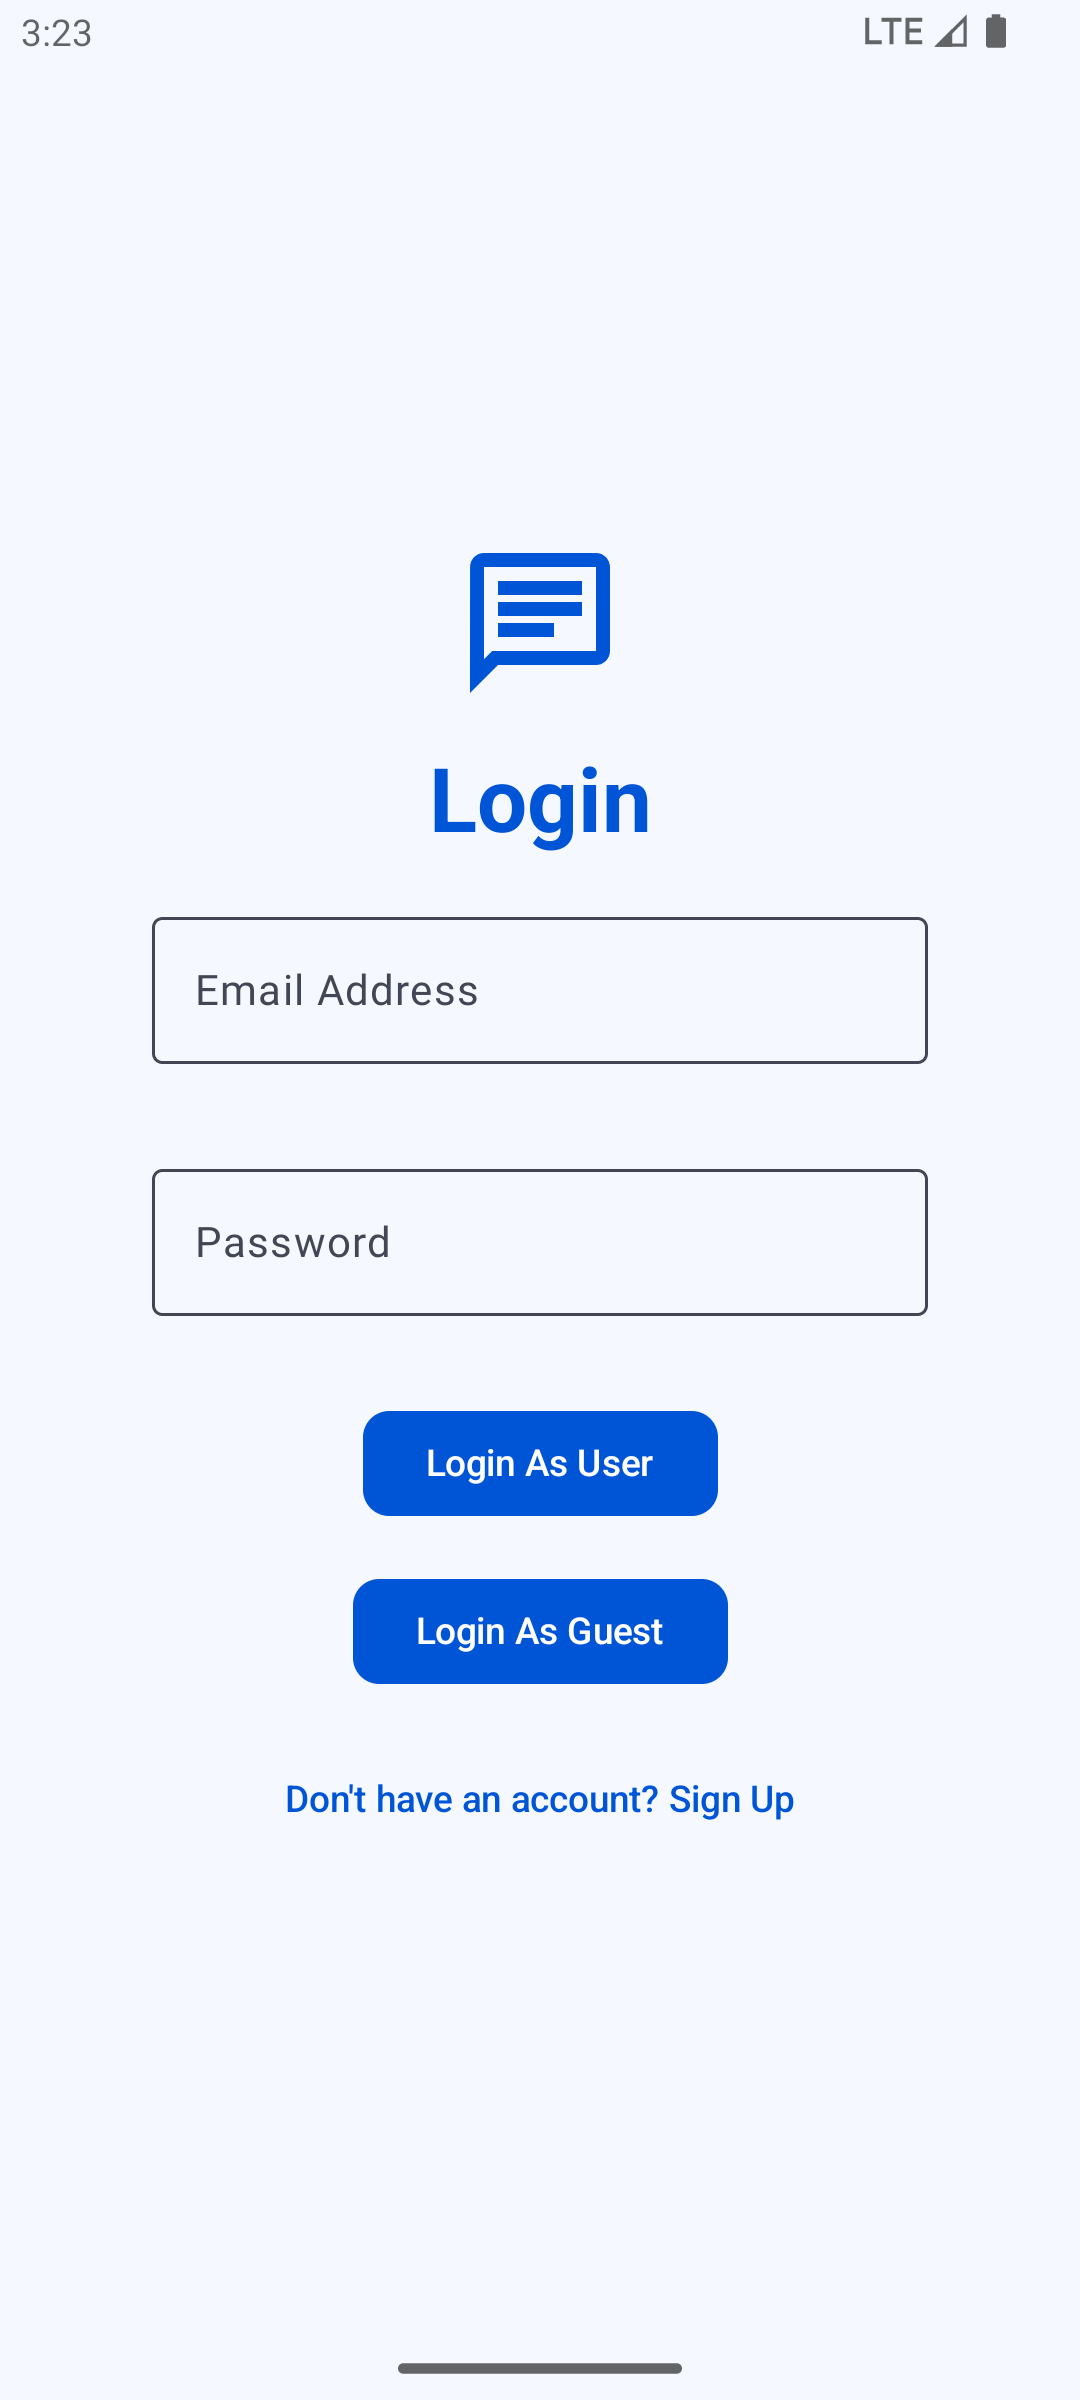 3:23
LTE
Login
Email Address
Password
Login As User
Login As Guest
Don't have an account? Sign Up